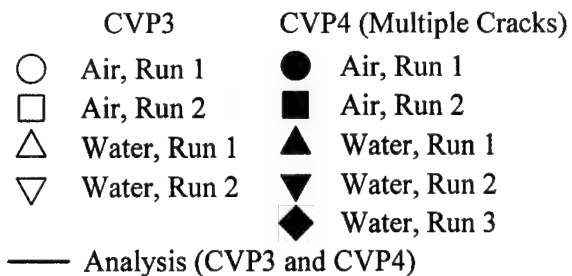 CVP3 CVP4 (Multiple Cracks)
Air, Run 1 Air, Run 1
Air, Run 2 Air, Run 2
Water, Run 1 Water, Run 1
Water, Run 2 Water, Run 2
Water, Run 3
Analysis (CVP3 and CVP4)